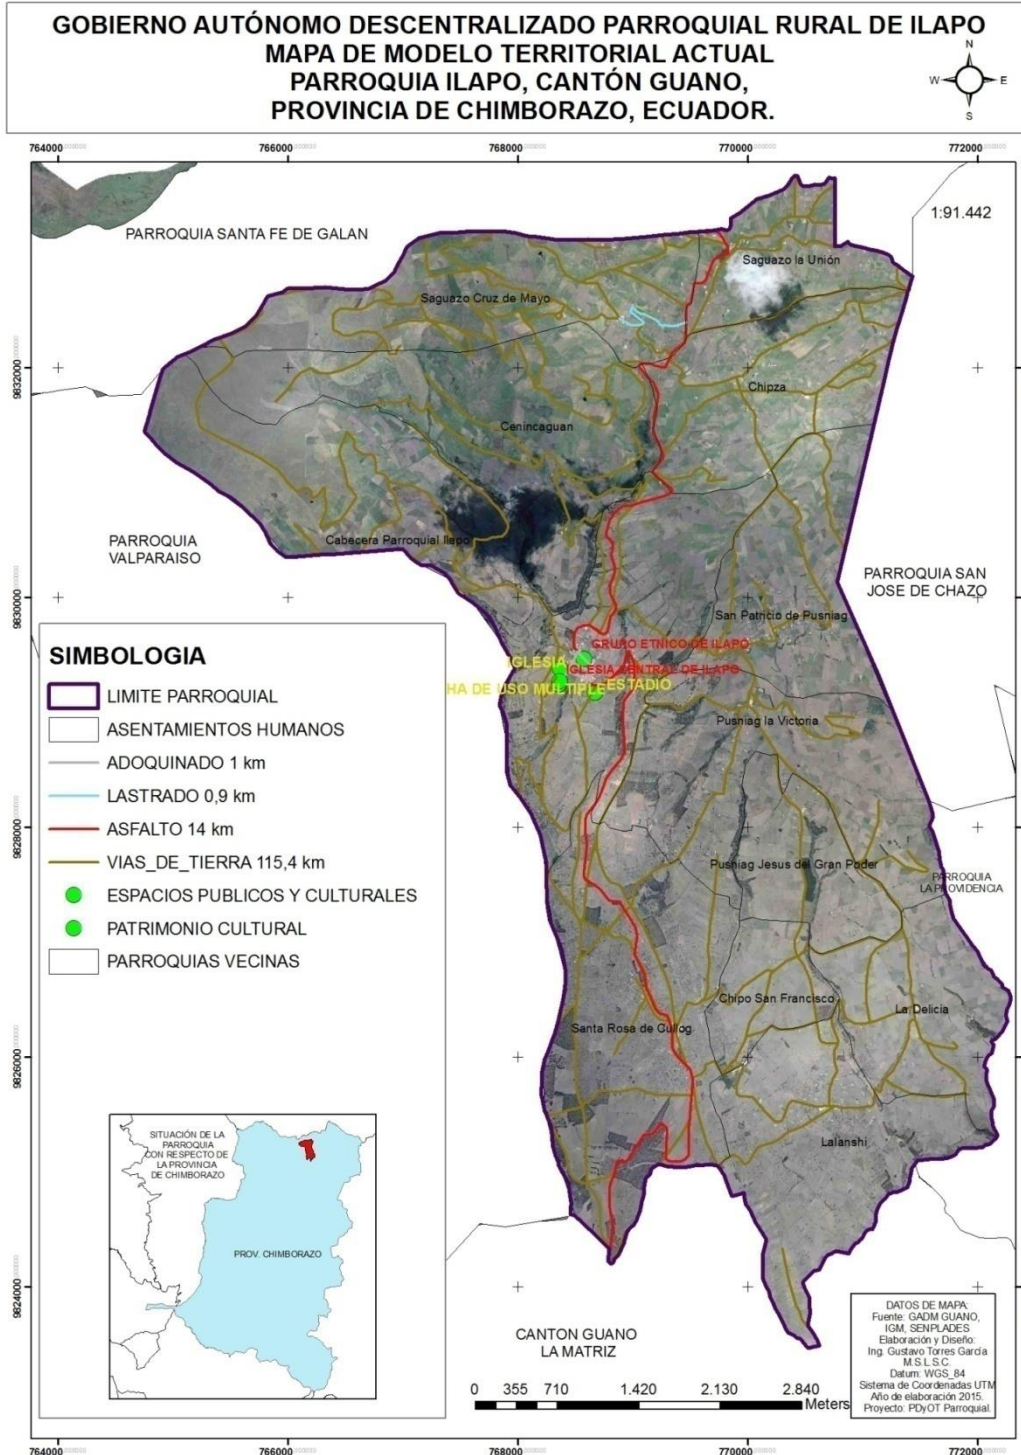 GOBIERNO AUTÓNOMO DESCENTRALIZADO PARROQUIAL RURAL DE ILAPO
MAPA DE MODELO TERRITORIAL ACTUAL
PARROQUIA ILAPO, CANTÓN GUANO,
PROVINCIA DE CHIMBORAZO, ECUADOR.
N
W
E
S
764000
766000
768000
770000
772000
1:91.442
PARROQUIA SANTA FE DE GALAN
Saguazo la Unión
Saguazo Cruz de Mayo
9832000
Chipza
Cenincaguan
Cabecera Parroquial Ilapo
PARROQUIA
VALPARAISO
PARROQUIA SAN
JOSE DE CHAZO
9830000
San Patricio de Pusniag
GRUPO ETNICO DE ILAPO
IGLESIA
IGLESIA CENTRAL DE ILAPO
HA DE USO MULTIPLE
ESTADIO
Pusniag la Victoria
SIMBOLOGIA
LIMITE PARROQUIAL
ASENTAMIENTOS HUMANOS
ADOQUINADO 1 km
LASTRADO 0,9 km
ASFALTO 14 km
VIAS_DE_TIERRA 115,4 km
ESPACIOS PUBLICOS Y CULTURALES
PATRIMONIO CULTURAL
PARROQUIAS VECINAS
9828000
Pusniag Jesus del Gran Poder
PARROQUIA
LA PROVIDENCIA
Chipo San Francisco
La Delicia
Santa Rosa de Cullog
9826000
Lalanshi
SITUACIÓN DE LA
PARROQUIA
CON RESPECTO DE
LA PROVINCIA
DE CHIMBORAZO
PROV. CHIMBORAZO
9824000
CANTON GUANO
LA MATRIZ
DATOS DE MAPA:
Fuente: GADM GUANO,
IGM, SENPLADES
Elaboración y Diseño:
Ing. Gustavo Torres García
M.S.L.S.C.
Datum: WGS_84
Sistema de Coordenadas UTM
Año de elaboración 2015.
Proyecto: PDyOT Parroquial.
0 355 710 1.420 2.130 2.840
Meters
764000
766000
768000
770000
772000